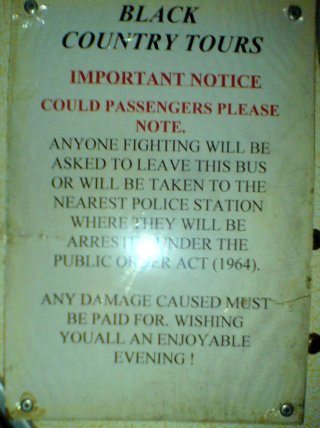 BLACK
COUNTRY TOURS
IMPORTANT NOTICE
COULD PASSENGERS PLEASE
NOTE.
ANYONE FIGHTING WILL BE
ASKED TO LEAVE THIS BUS
OR WILL BE TAKEN TO THE
NEAREST POLICE STATION
WHERE THEY WILL BE
ARRESTED UNDER THE
PUBLIC ORDER ACT (1964).
ANY DAMAGE CAUSED MUST
BE PAID FOR. WISHING
YOUALL AN ENJOYABLE
EVENING !